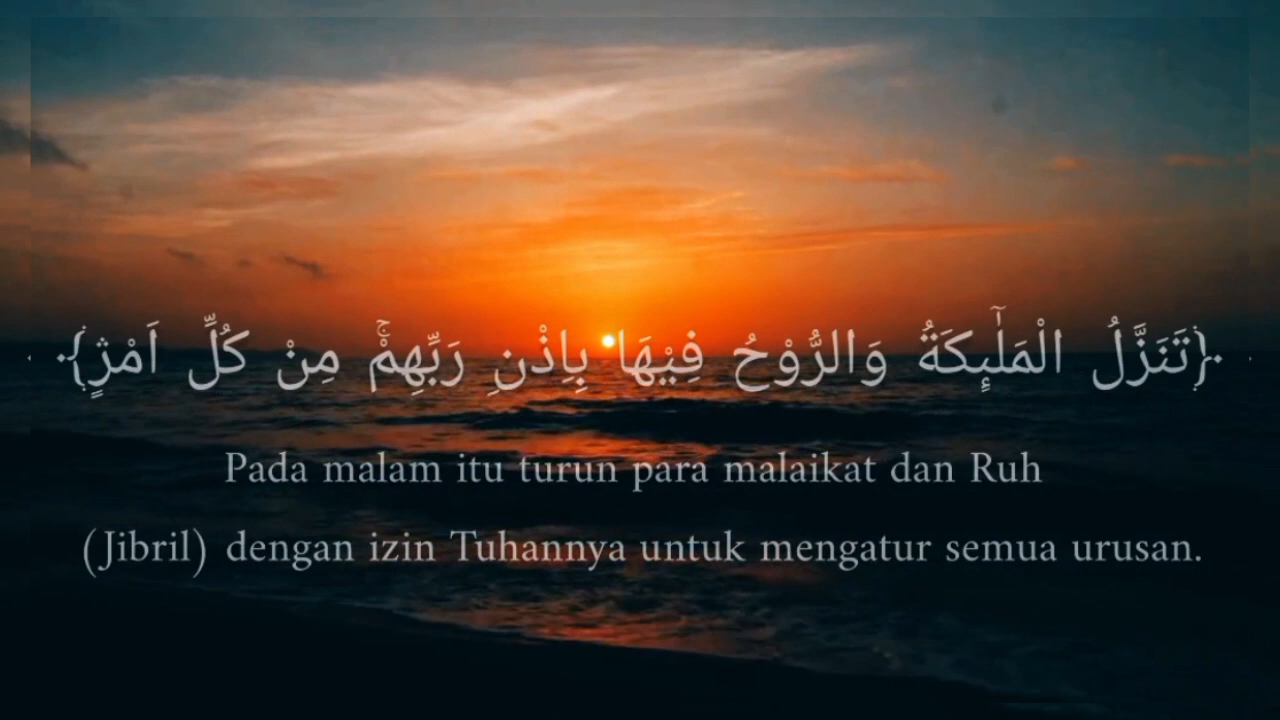 ﴿تَنَزَّلُ الْمَلٰۤىِٕكَةُ وَالرُّوْحُ فِيْهَا بِاِذْنِ رَبِّهِمْۚ مِنْ كُلِّ اَمْرٍۛ﴾
Pada malam itu turun para malaikat dan Ruh
(Jibril) dengan izin Tuhannya untuk mengatur semua urusan.